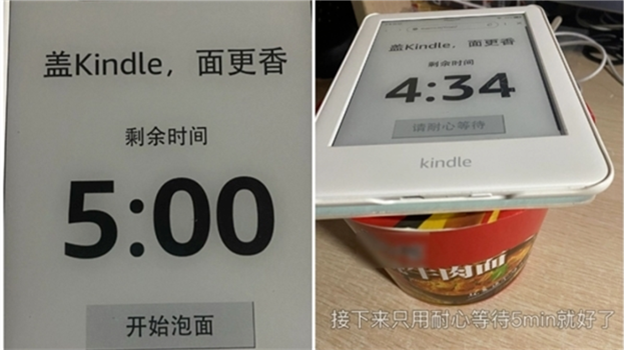 盖Kindle，面更香
剩余时间
5:00
开始泡面
盖Kindle，面更香
剩余时间
4:34
请耐心等待
kindle
牛肉面
接下来只用耐心等待5min就好了